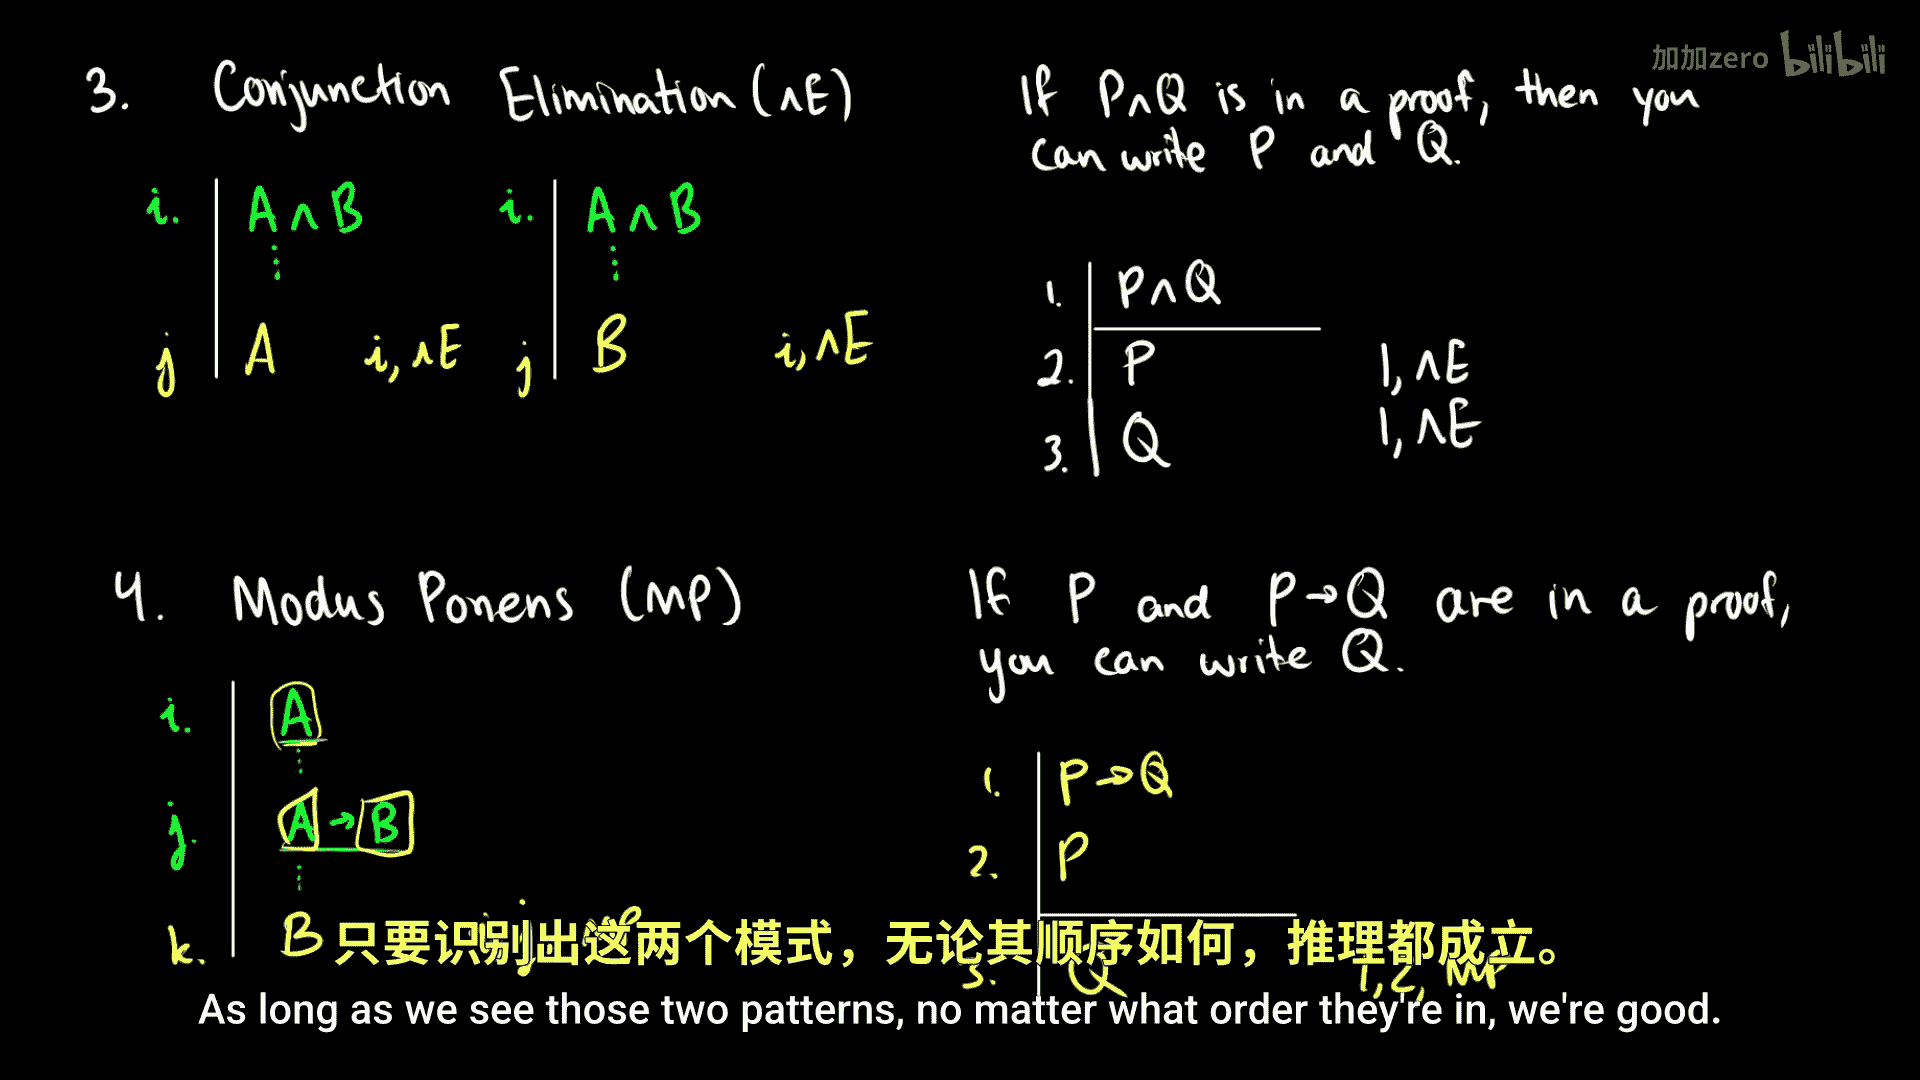 加加zero bilibili
3. Conjunction Elimination (∧E)
i. A ∧ B
⋮
j A i, ∧E
i. A ∧ B
⋮
j B i, ∧E
If P∧Q is in a proof, then you
can write P and Q.
1. P∧Q
2. P 1, ∧E
3. Q 1, ∧E
4. Modus Ponens (MP)
i. A
⋮
j. A → B
⋮
k. B
If P and P→Q are in a proof,
you can write Q.
1. P→Q
2. P
3. Q 1,2, MP
只要识别出这两个模式，无论其顺序如何，推理都成立。
As long as we see those two patterns, no matter what order they're in, we're good.